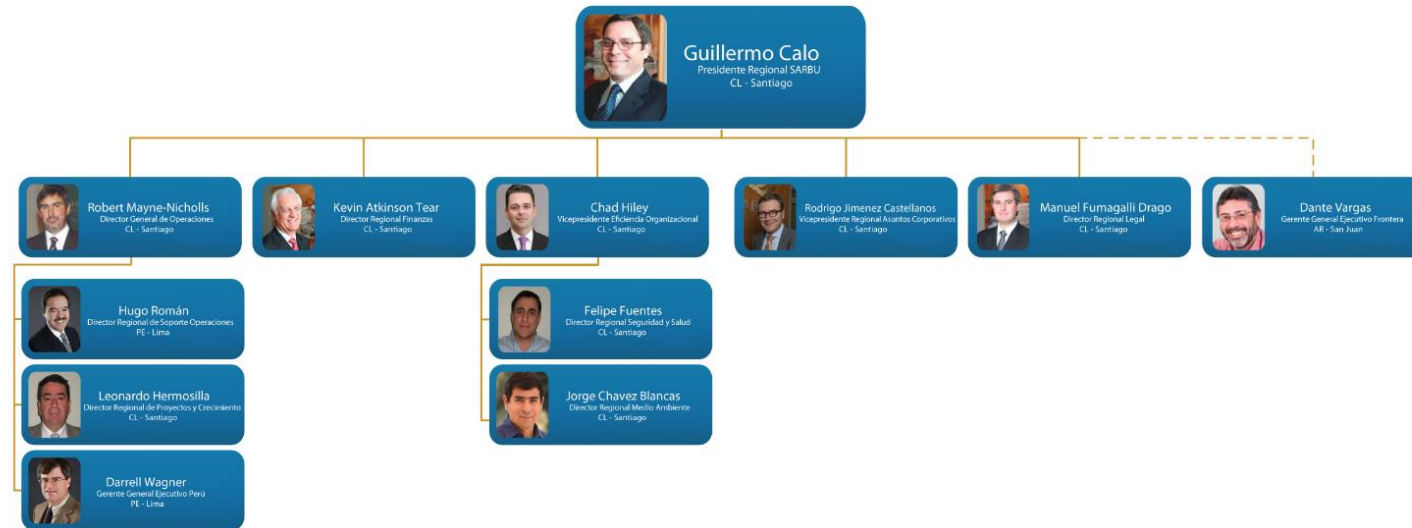 Guillermo Calo
Presidente Regional SARBU
CL - Santiago
Robert Mayne-Nicholls
Director General de Operaciones
CL - Santiago
Kevin Atkinson Tear
Director Regional Finanzas
CL - Santiago
Chad Hiley
Vicepresidente Eficiencia Organizacional
CL - Santiago
Rodrigo Jimenez Castellanos
Vicepresidente Regional Asuntos Corporativos
CL - Santiago
Manuel Fumagalli Drago
Director Regional Legal
CL - Santiago
Dante Vargas
Gerente General Ejecutivo Frontera
AR - San Juan
Hugo Román
Director Regional de Soporte Operaciones
PE - Lima
Leonardo Hermosilla
Director Regional de Proyectos y Crecimiento
CL - Santiago
Darrell Wagner
Gerente General Ejecutivo Perú
PE - Lima
Felipe Fuentes
Director Regional Seguridad y Salud
CL - Santiago
Jorge Chavez Blancas
Director Regional Medio Ambiente
CL - Santiago